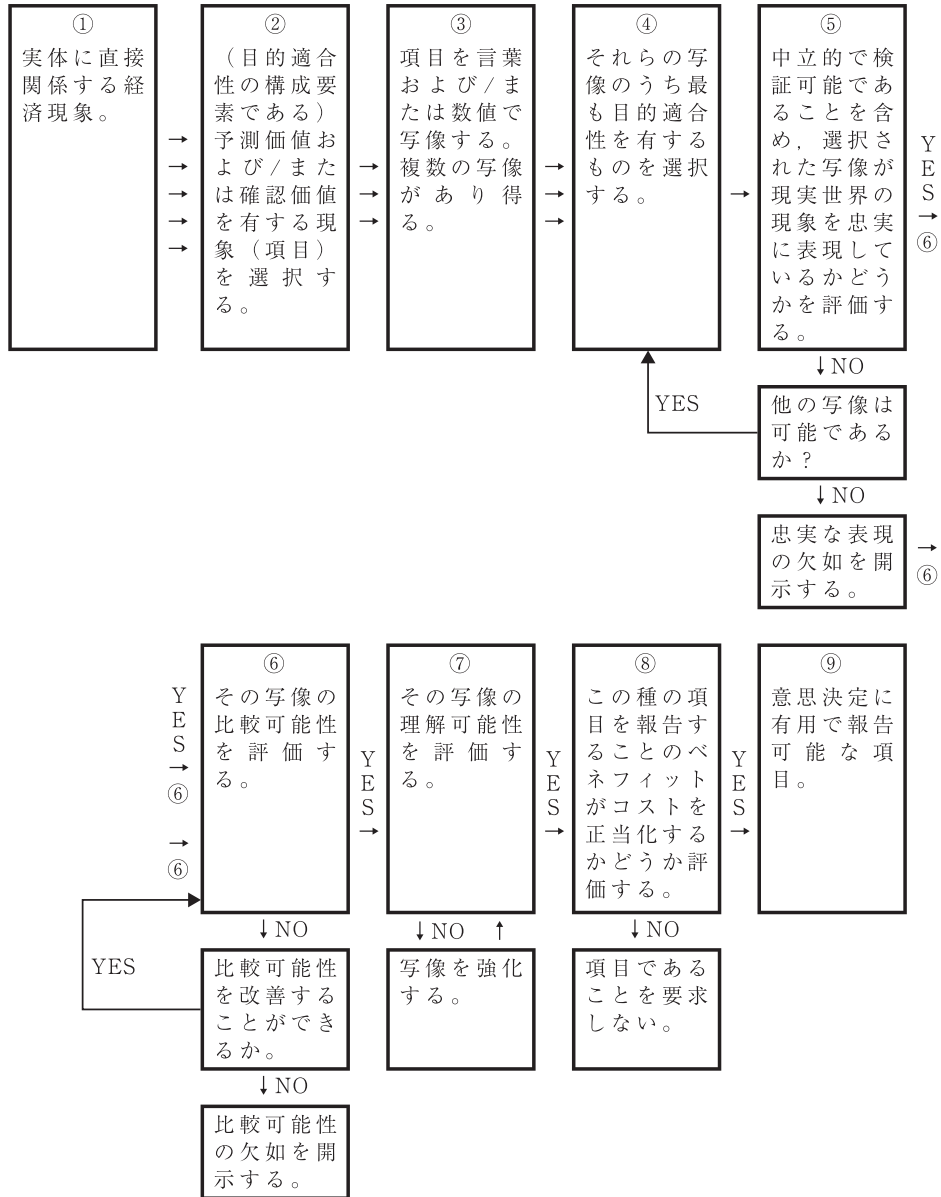 ①
実体に直接
関係する経
済現象。
→
→
→
→
→
②
（目的適合
性の構成要
素である）
予測価値お
よび/また
は確認価値
を有する現
象（項目）
を選択す
る。
→
→
→
③
項目を言葉
および/ま
たは数値で
写像する。
複数の写像
があり得
る。
→
→
→
④
それらの写
像のうち最
も目的適合
性を有する
ものを選択
する。
→
⑤
中立的で検
証可能であ
ることを含
め，選択さ
れた写像が
現実世界の
現象を忠実
に表現して
いるかどう
かを評価す
る。
YES
→
⑥
↓NO
他の写像は
可能である
か？
YES
↓NO
忠実な表現
の欠如を開
示する。
→
⑥
YES
→
⑥
→
⑥
⑥
その写像の
比較可能性
を評価す
る。
↓NO
YES
比較可能性
を改善する
ことができ
るか。
↓NO
比較可能性
の欠如を開
示する。
YES
→
⑦
その写像の
理解可能性
を評価す
る。
↓NO ↑
写像を強化
する。
YES
→
⑧
この種の項
目を報告す
ることのベ
ネフィット
がコストを
正当化する
かどうか評
価する。
↓NO
項目である
ことを要求
しない。
YES
→
⑨
意思決定に
有用で報告
可能な項
目。